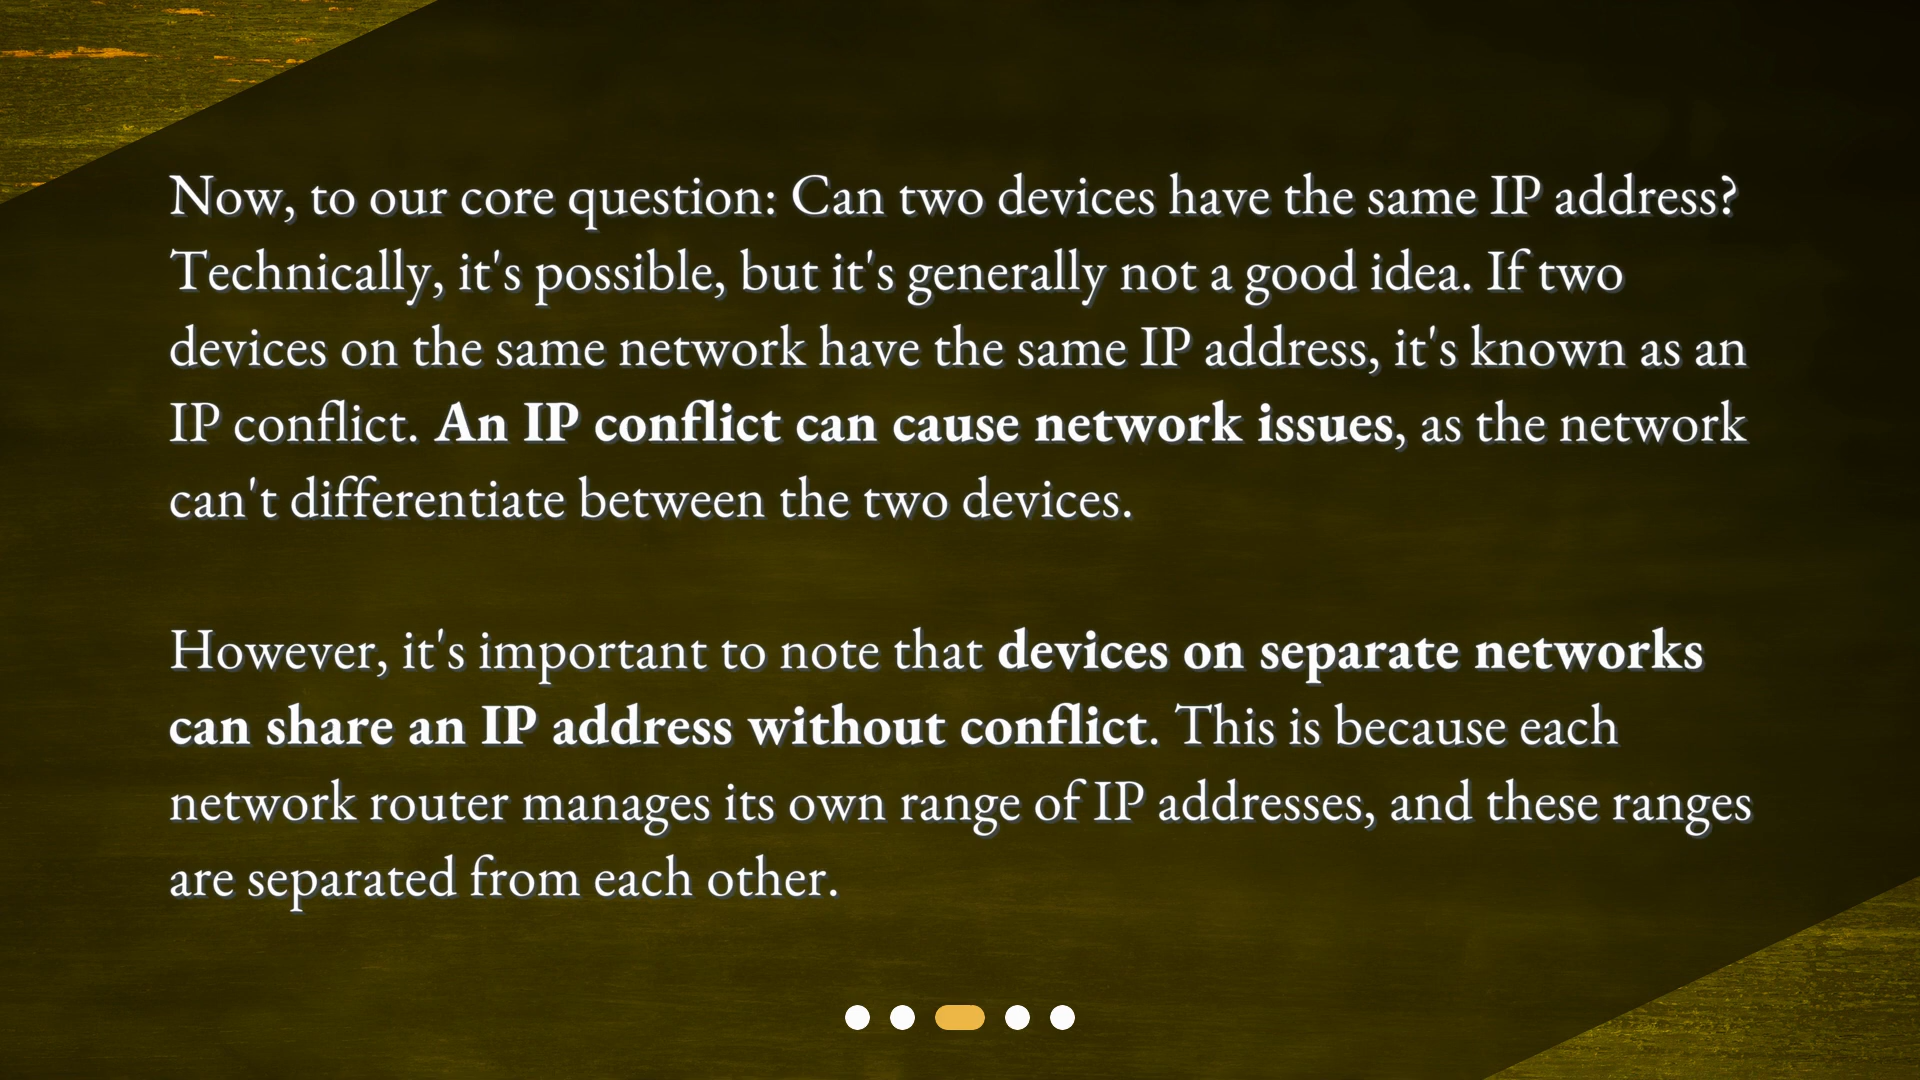 Now, to our core question: Can two devices have the same IP address?
Technically, it's possible, but it's generally not a good idea. If two
devices on the same network have the same IP address, it's known as an
IP conflict. An IP conflict can cause network issues, as the network
can't differentiate between the two devices.
However, it's important to note that devices on separate networks
can share an IP address without conflict. This is because each
network router manages its own range of IP addresses, and these ranges
are separated from each other.